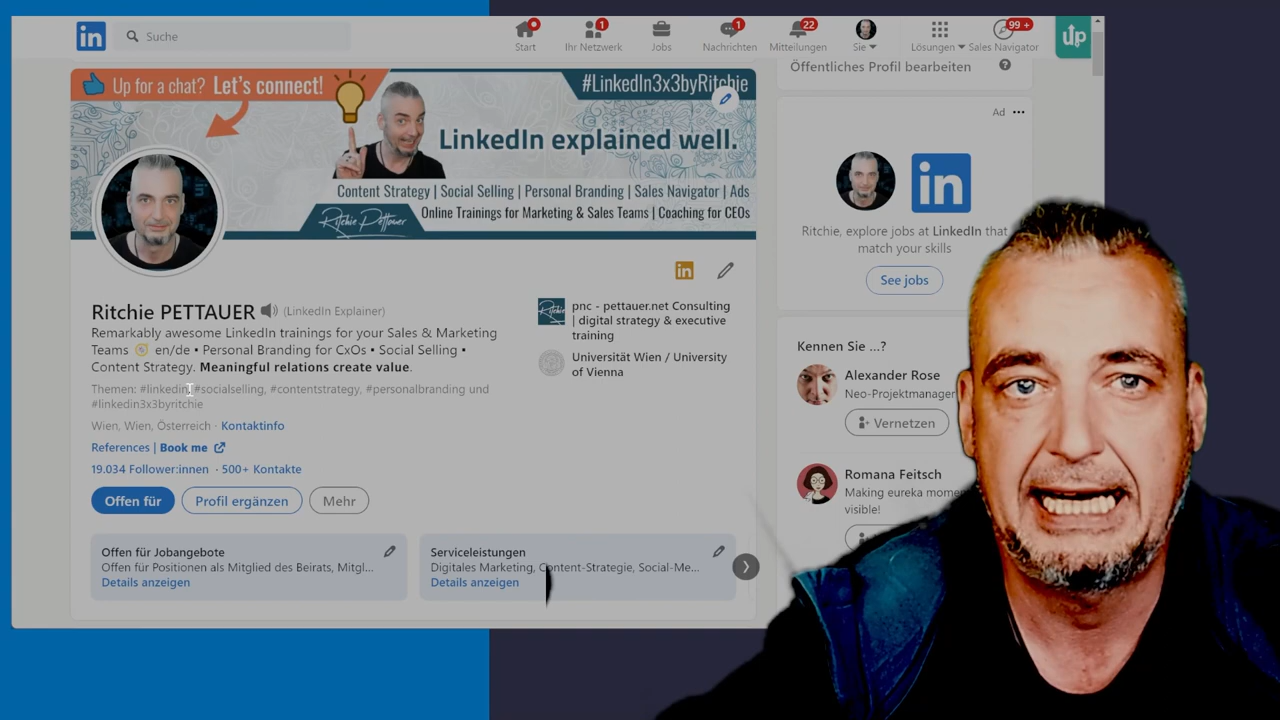 in
Suche
Start
1
Ihr Netzwerk
Jobs
1
Nachrichten
22
Mitteilungen
Sie
Lösungen
99 +
Sales Navigator
up
Öffentliches Profil bearbeiten
?
Up for a chat? Let's connect!
#LinkedIn3x3byRitchie
LinkedIn explained well.
Content Strategy | Social Selling | Personal Branding | Sales Navigator | Ads
Ritchie Pettauer
Online Trainings for Marketing & Sales Teams | Coaching for CEOs
in
Ritchie PETTAUER (LinkedIn Explainer)
Remarkably awesome LinkedIn trainings for your Sales & Marketing
Teams en/de • Personal Branding for CxOs • Social Selling •
Content Strategy. Meaningful relations create value.
Themen: #linkedin, #socialselling, #contentstrategy, #personalbranding und
#linkedin3x3byritchie
Wien, Wien, Österreich · Kontaktinfo
References | Book me
19.034 Follower:innen · 500+ Kontakte
Offen für
Profil ergänzen
Mehr
pnc - pettauer.net Consulting
| digital strategy & executive
training
Universität Wien / University
of Vienna
Offen für Jobangebote
Offen für Positionen als Mitglied des Beirats, Mitgl...
Details anzeigen
Serviceleistungen
Digitales Marketing, Content-Strategie, Social-Me...
Details anzeigen
Ad
in
Ritchie, explore jobs at LinkedIn that
match your skills
See jobs
Kennen Sie ...?
Alexander Rose
Neo-Projektmanager
Vernetzen
Romana Feitsch
Making eureka
visible!